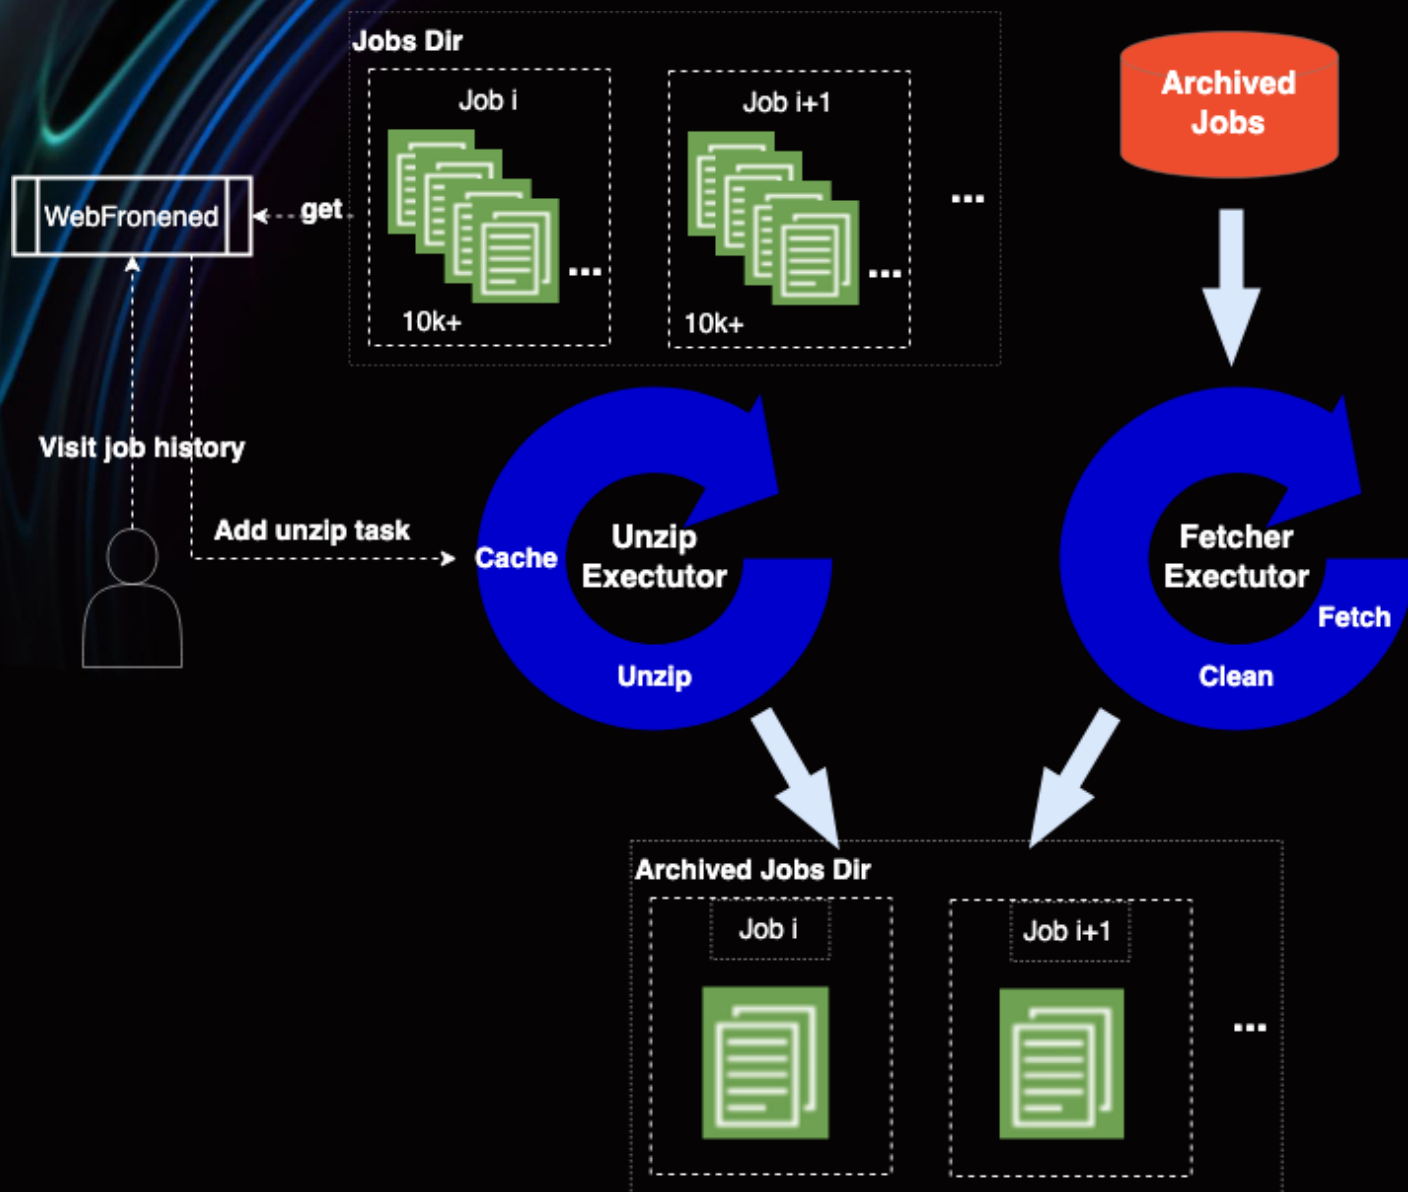 Jobs Dir
Job i
Job i+1
Archived
Jobs
WebFronened
get
...
...
...
10k+
10k+
Visit job history
Add unzip task
Cache
Unzip
Exectutor
Unzip
Fetcher
Exectutor
Fetch
Clean
Archived Jobs Dir
Job i
Job i+1
...